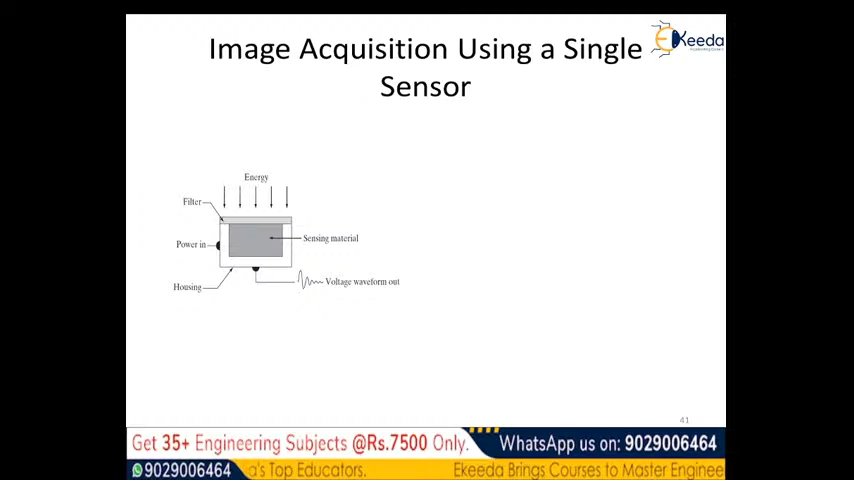 Image Acquisition Using a Single
Sensor
Ekeeda
Energy
Filter
Power in
Sensing material
Housing
Voltage waveform out
41
Get 35+ Engineering Subjects @Rs.7500 Only.
WhatsApp us on: 9029006464
9029006464
a's Top Educators.
Ekeeda Brings Courses to Master Enginee